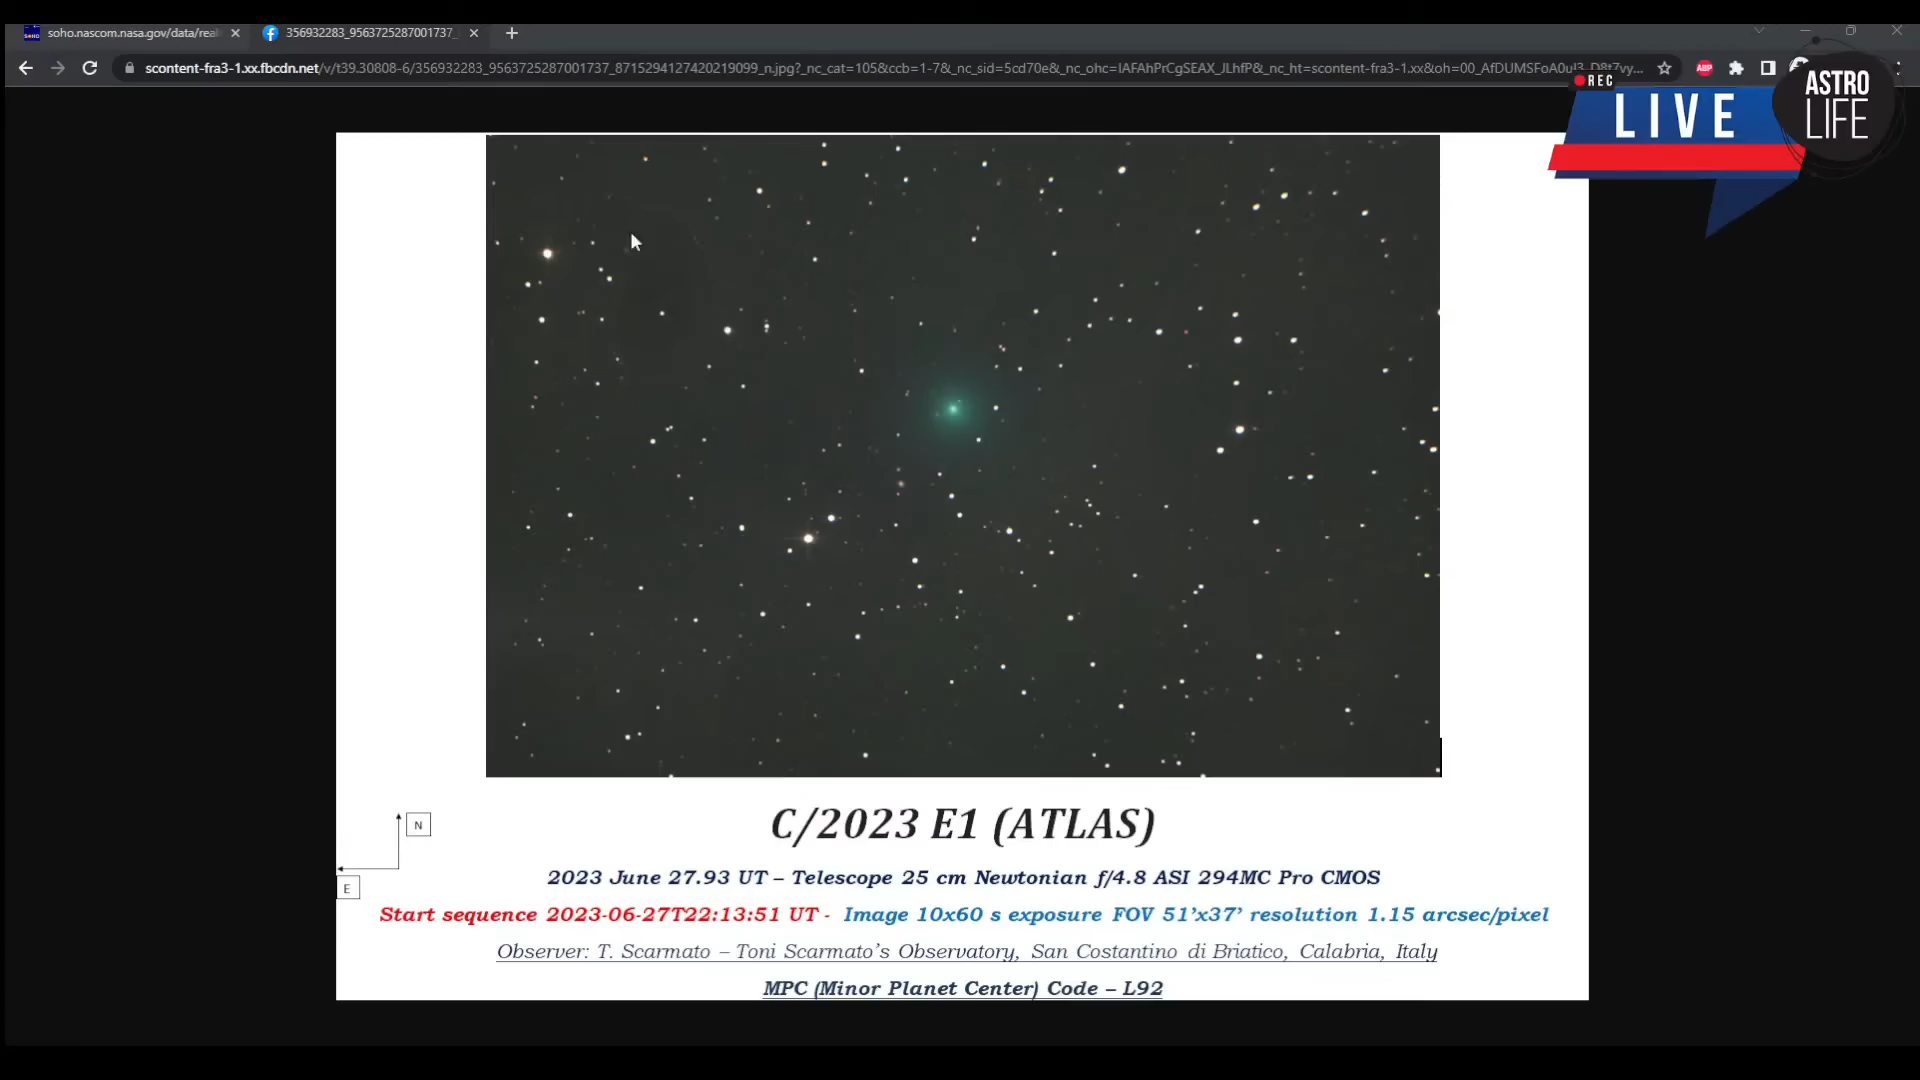 soho.nascom.nasa.gov/data/real
356932283_9563725287001737_
scontent-fra3-1.xx.fbcdn.net/v/t39.30808-6/356932283_9563725287001737_8715294127420219099_n.jpg?_nc_cat=105&ccb=1-7&_nc_sid=5cd70e&_nc_ohc=IAFAhPrCgSEAX_JLhfP&_nc_ht=scontent-fra3-1.xx&oh=
ABP
REC
LIVE
ASTRO
LIFE
N
E
C/2023 E1 (ATLAS)
2023 June 27.93 UT – Telescope 25 cm Newtonian f/4.8 ASI 294MC Pro CMOS
Start sequence 2023-06-27T22:13:51 UT - Image 10x60 s exposure FOV 51’x37’ resolution 1.15 arcsec/pixel
Observer: T. Scarmato – Toni Scarmato’s Observatory, San Costantino di Briatico, Calabria, Italy
MPC (Minor Planet Center) Code – L92